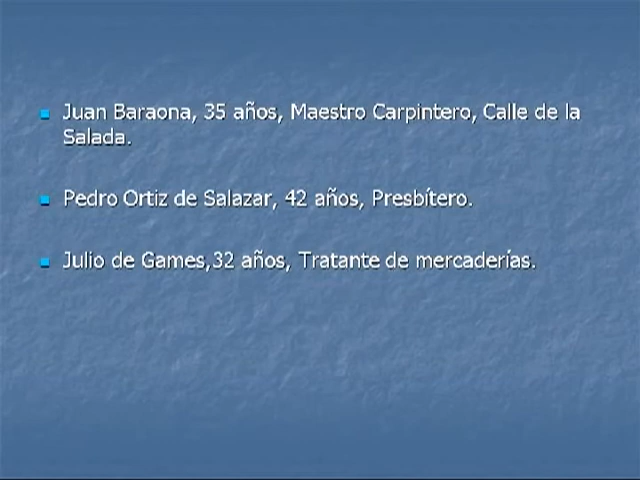 Juan Baraona, 35 años, Maestro Carpintero, Calle de la
Salada.
Pedro Ortiz de Salazar, 42 años, Presbítero.
Julio de Games,32 años, Tratante de mercaderías.